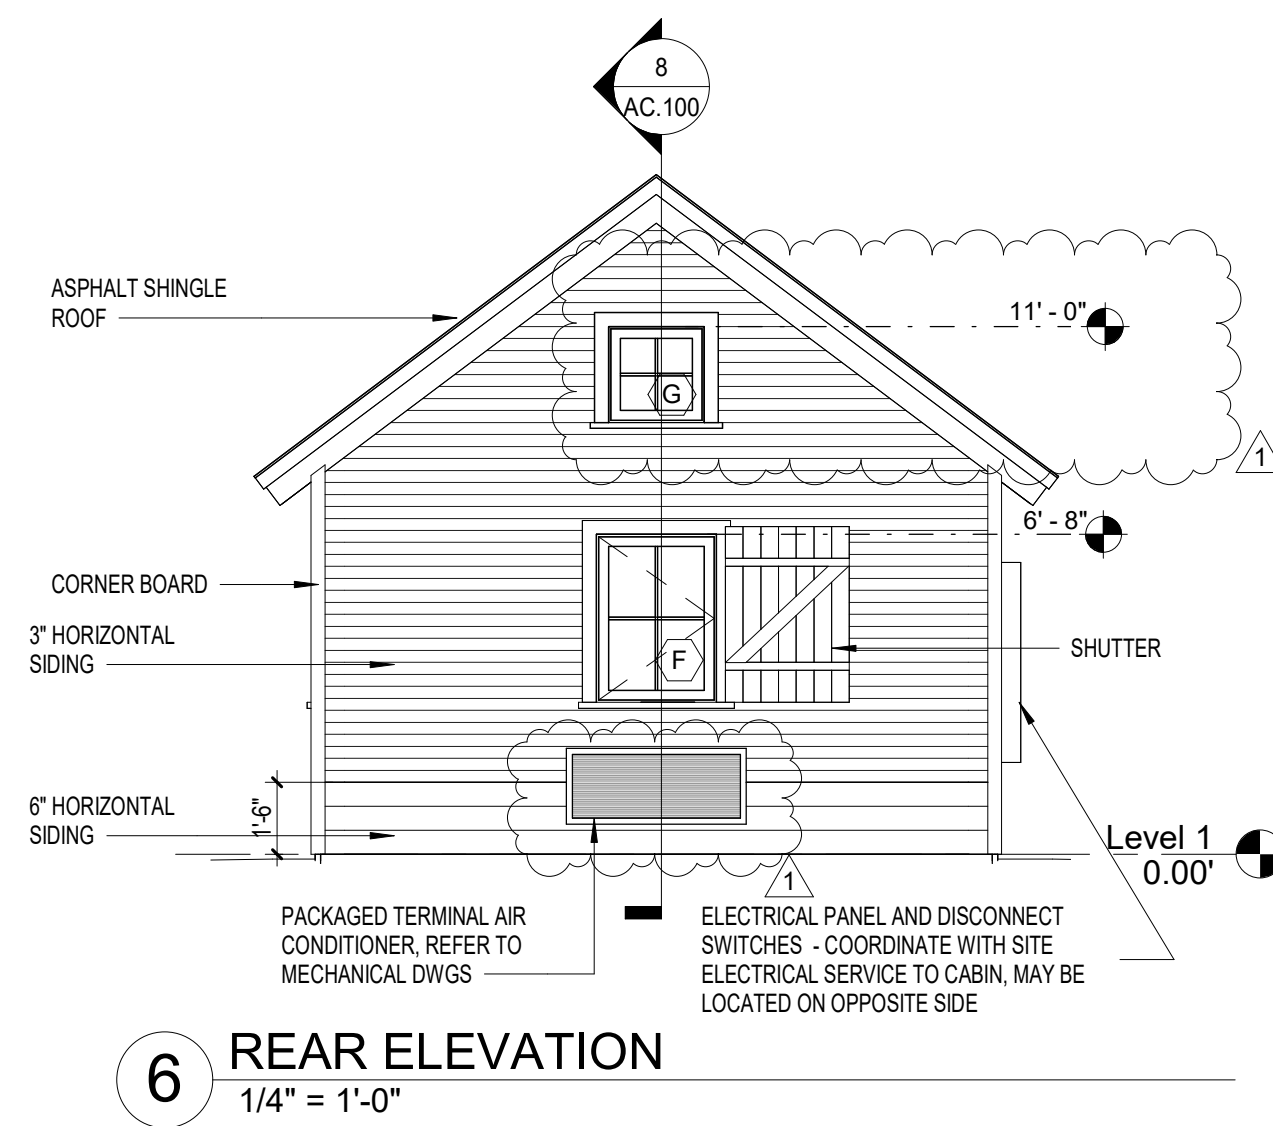 8
AC.100
ASPHALT SHINGLE
ROOF
11' - 0"
G
1
6' - 8"
CORNER BOARD
3" HORIZONTAL
SIDING
SHUTTER
F
6" HORIZONTAL
SIDING
1'-6"
Level 1
0.00'
1
PACKAGED TERMINAL AIR
CONDITIONER, REFER TO
MECHANICAL DWGS
ELECTRICAL PANEL AND DISCONNECT
SWITCHES - COORDINATE WITH SITE
ELECTRICAL SERVICE TO CABIN, MAY BE
LOCATED ON OPPOSITE SIDE
6
REAR ELEVATION
1/4" = 1'-0"